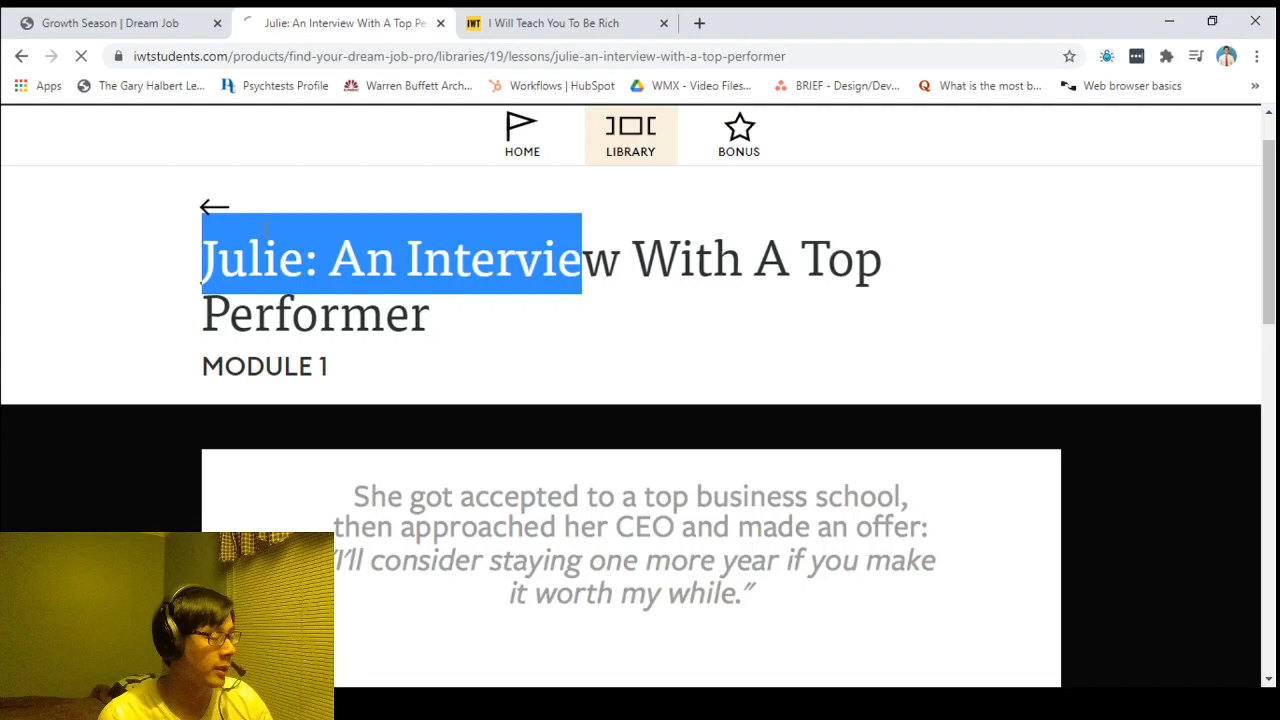 Growth Season | Dream Job
Julie: An Interview With A Top Pe
IWT
I Will Teach You To Be Rich
iwtstudents.com/products/find-your-dream-job-pro/libraries/19/lessons/julie-an-interview-with-a-top-performer
Apps
The Gary Halbert Le...
Psychtests Profile
Warren Buffett Arch...
Workflows | HubSpot
WMX - Video Files...
BRIEF - Design/Dev...
What is the most b...
Web browser basics
HOME
LIBRARY
BONUS
Julie: An Interview With A Top
Performer
MODULE 1
She got accepted to a top business school,
then approached her CEO and made an offer:
"I'll consider staying one more year if you make
it worth my while."